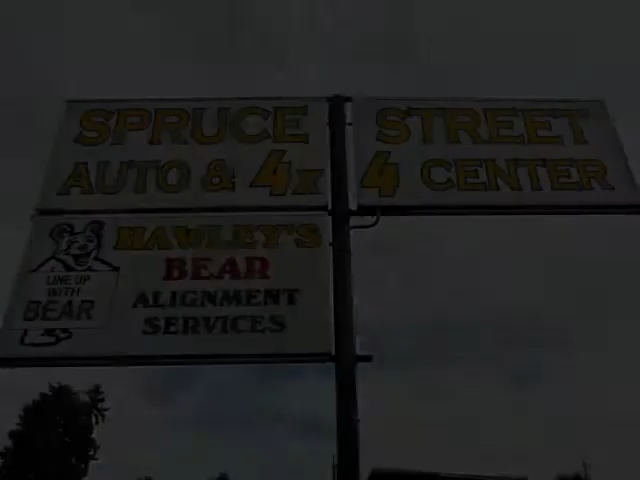 SPRUCE STREET
AUTO & 4x4 CENTER
HAWLEY'S
BEAR
ALIGNMENT
SERVICES
LINE UP
WITH
BEAR